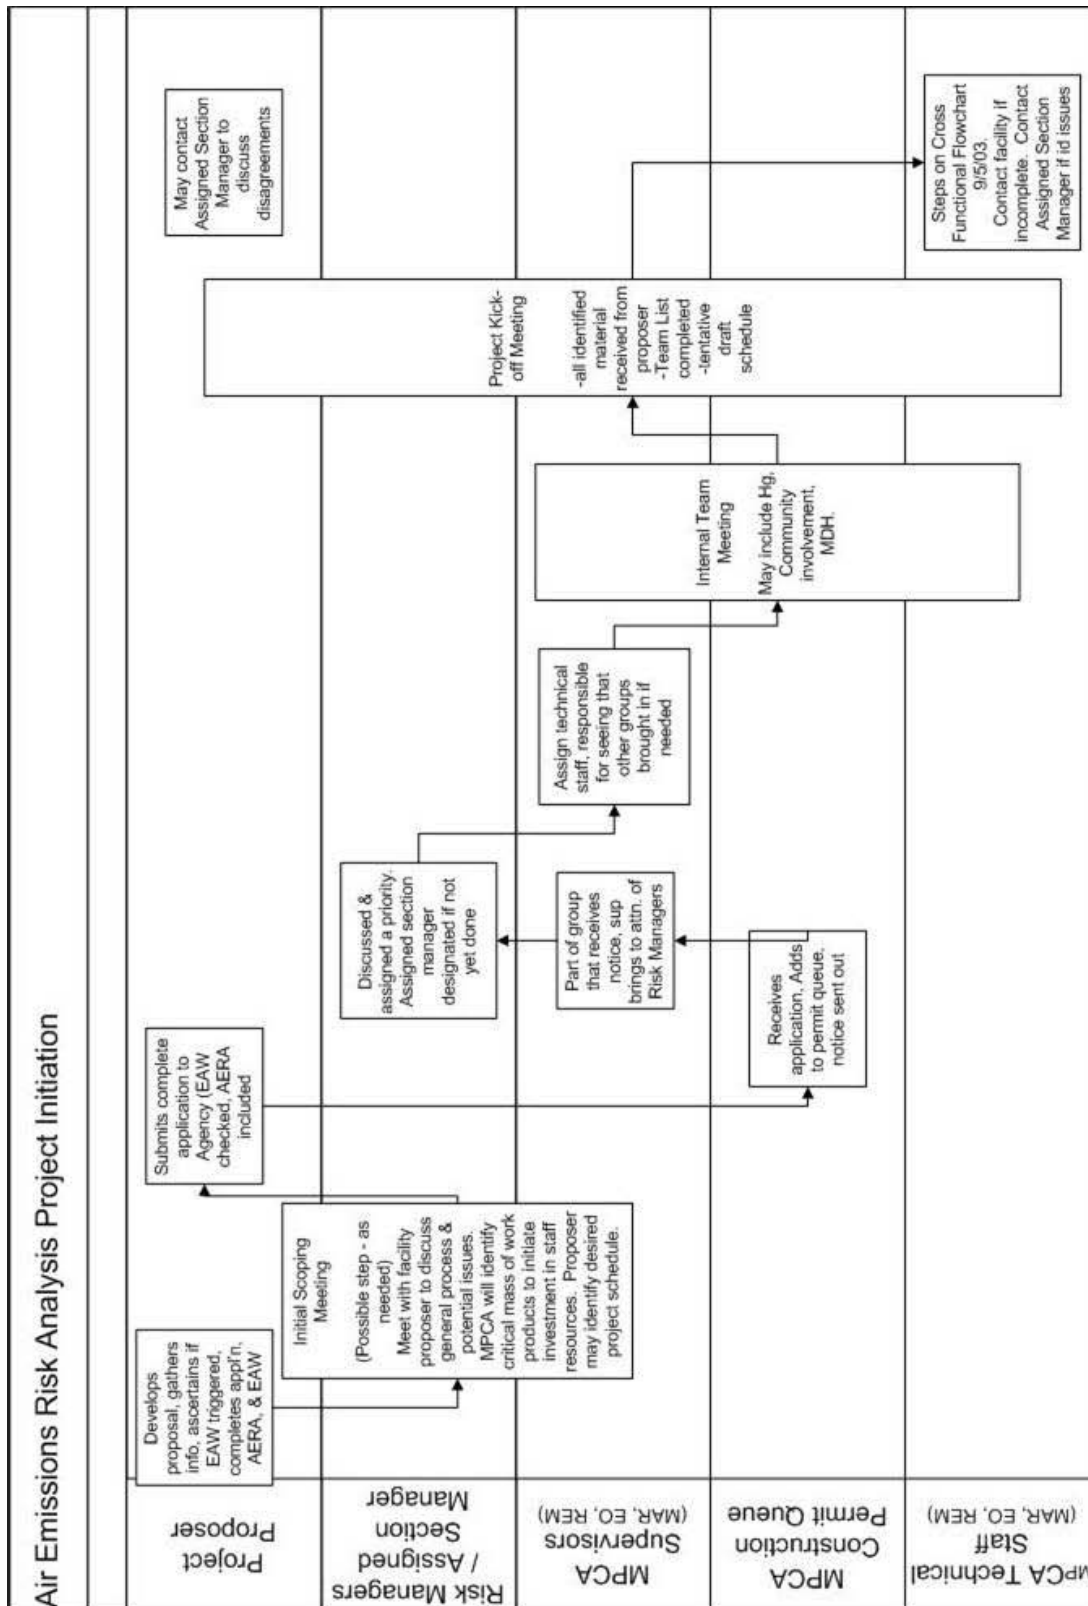 Air Emissions Risk Analysis Project Initiation
Project
Proposer
Risk Managers
/ Assigned
Section
Manager
MPCA
Supervisors
(MAR, EO, REM)
MPCA
Construction
Permit Queue
MPCA Technical
Staff
(MAR, EO, REM)
Develops
proposal, gathers
info, ascertains if
EAW triggered,
completes appl'n,
AERA, & EAW
Initial Scoping
Meeting
(Possible step - as
needed)
Meet with facility
proposer to discuss
general process &
potential issues.
MPCA will identify
critical mass of work
products to initiate
investment in staff
resources. Proposer
may identify desired
project schedule.
Submits complete
application to
Agency (EAW
checked, AERA
included
Receives
application, Adds
to permit queue,
notice sent out
Part of group
that receives
notice, sup
brings to attn. of
Risk Managers
Discussed &
assigned a priority.
Assigned section
manager
designated if not
yet done
Assign technical
staff, responsible
for seeing that
other groups
brought in if
needed
Internal Team
Meeting
May include Hg,
Community
involvement,
MDH.
Project Kick-
off Meeting
-all identified
material
received from
proposer
-Team List
completed
-tentative
draft
schedule
May contact
Assigned Section
Manager to
discuss
disagreements
Steps on Cross
Functional Flowchart
9/5/03.
Contact facility if
incomplete. Contact
Assigned Section
Manager if id issues